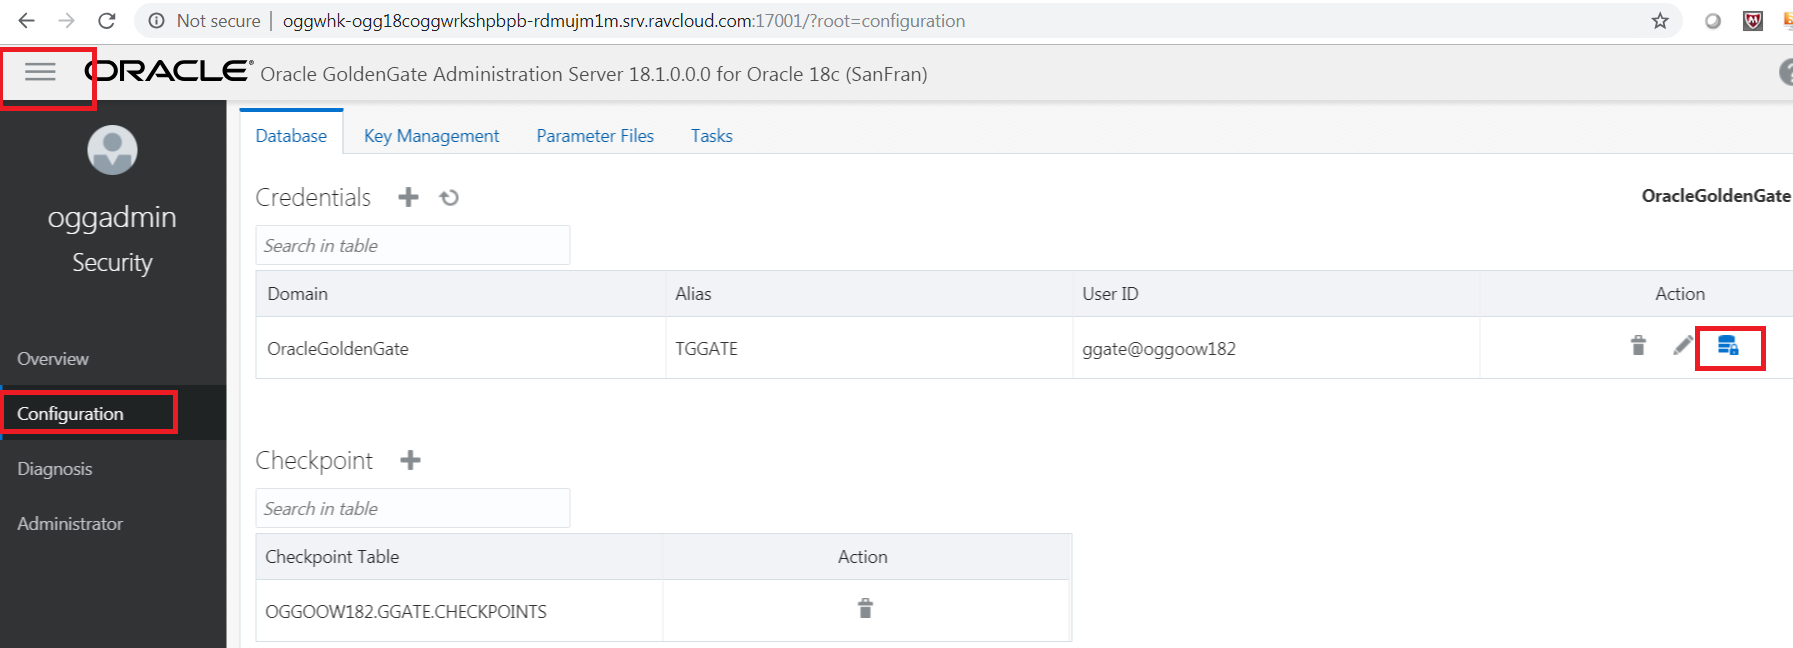 Not secure | oggwhk-ogg18coggwrkshpbpb-rdmujm1m.srv.ravcloud.com:17001/?root=configuration
ORACLE® Oracle GoldenGate Administration Server 18.1.0.0.0 for Oracle 18c (SanFran)
oggadmin
Security
Overview
Configuration
Diagnosis
Administrator
Database Key Management Parameter Files Tasks
Credentials
OracleGoldenGate
Search in table
Domain Alias User ID Action
OracleGoldenGate TGGATE ggate@oggoow182
Checkpoint
Search in table
Checkpoint Table Action
OGGOOW182.GGATE.CHECKPOINTS